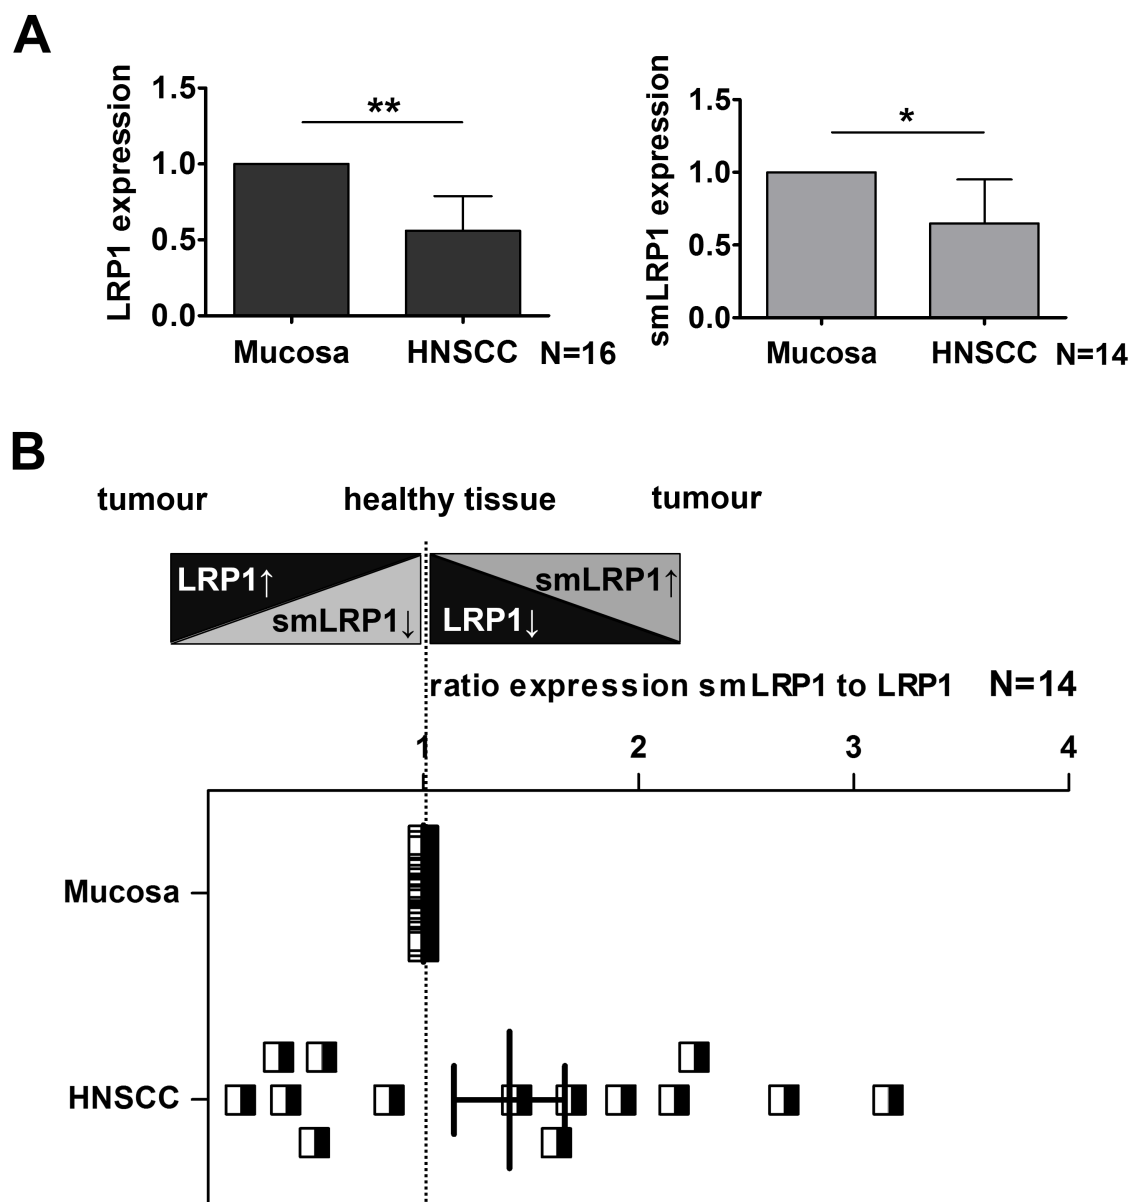 A
LRP1 expression
1.5
1.0
0.5
0.0
**
Mucosa
HNSCC
N=16
smLRP1 expression
1.5
1.0
0.5
0.0
*
Mucosa
HNSCC
N=14
B
tumour
healthy tissue
tumour
LRP1↑
smLRP1↓
smLRP1↑
LRP1↓
ratio expression smLRP1 to LRP1
N=14
1 2 3 4
Mucosa
HNSCC